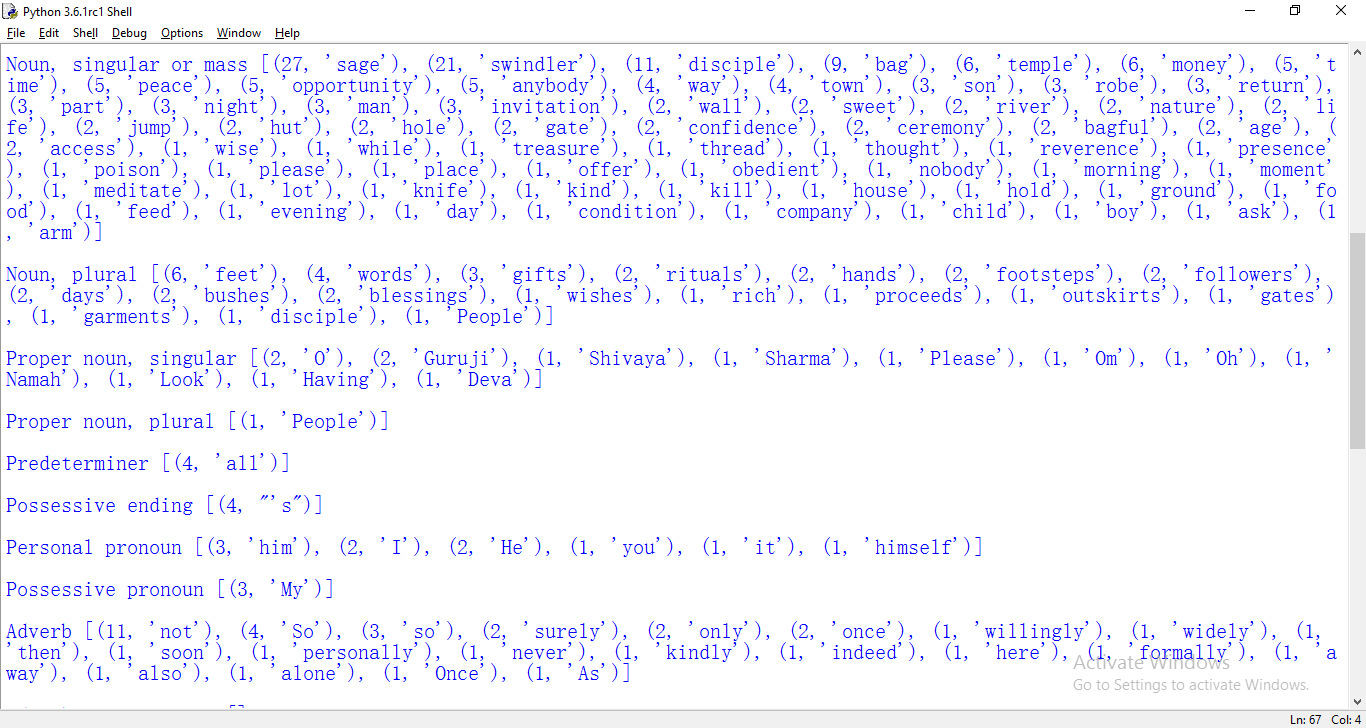 Python 3.6.1rc1 Shell
File Edit Shell Debug Options Window Help
Noun, singular or mass [(27, 'sage'), (21, 'swindler'), (11, 'disciple'), (9, 'bag'), (6, 'temple'), (6, 'money'), (5, 't
ime'), (5, 'peace'), (5, 'opportunity'), (5, 'anybody'), (4, 'way'), (4, 'town'), (3, 'son'), (3, 'robe'), (3, 'return'),
(3, 'part'), (3, 'night'), (3, 'man'), (3, 'invitation'), (2, 'wall'), (2, 'sweet'), (2, 'river'), (2, 'nature'), (2, 'li
fe'), (2, 'jump'), (2, 'hut'), (2, 'hole'), (2, 'gate'), (2, 'confidence'), (2, 'ceremony'), (2, 'bagful'), (2, 'age'), (
2, 'access'), (1, 'wise'), (1, 'while'), (1, 'treasure'), (1, 'thread'), (1, 'thought'), (1, 'reverence'), (1, 'presence'
), (1, 'poison'), (1, 'please'), (1, 'place'), (1, 'offer'), (1, 'obedient'), (1, 'nobody'), (1, 'morning'), (1, 'moment'
), (1, 'meditate'), (1, 'lot'), (1, 'knife'), (1, 'kind'), (1, 'kill'), (1, 'house'), (1, 'hold'), (1, 'ground'), (1, 'fo
od'), (1, 'feed'), (1, 'evening'), (1, 'day'), (1, 'condition'), (1, 'company'), (1, 'child'), (1, 'boy'), (1, 'ask'), (1
, 'arm')]
Noun, plural [(6, 'feet'), (4, 'words'), (3, 'gifts'), (2, 'rituals'), (2, 'hands'), (2, 'footsteps'), (2, 'followers'),
(2, 'days'), (2, 'bushes'), (2, 'blessings'), (1, 'wishes'), (1, 'rich'), (1, 'proceeds'), (1, 'outskirts'), (1, 'gates')
, (1, 'garments'), (1, 'disciple'), (1, 'People')]
Proper noun, singular [(2, 'O'), (2, 'Guruji'), (1, 'Shivaya'), (1, 'Sharma'), (1, 'Please'), (1, 'Om'), (1, 'Oh'), (1, '
Namah'), (1, 'Look'), (1, 'Having'), (1, 'Deva')]
Proper noun, plural [(1, 'People')]
Predeterminer [(4, 'all')]
Possessive ending [(4, "'s")]
Personal pronoun [(3, 'him'), (2, 'I'), (2, 'He'), (1, 'you'), (1, 'it'), (1, 'himself')]
Possessive pronoun [(3, 'My')]
Adverb [(11, 'not'), (4, 'So'), (3, 'so'), (2, 'surely'), (2, 'only'), (2, 'once'), (1, 'willingly'), (1, 'widely'), (1,
'then'), (1, 'soon'), (1, 'personally'), (1, 'never'), (1, 'kindly'), (1, 'indeed'), (1, 'here'), (1, 'formally'), (1, 'a
way'), (1, 'also'), (1, 'alone'), (1, 'Once'), (1, 'As')]
Activate Windows
Go to Settings to activate Windows.
Ln: 67 Col: 4